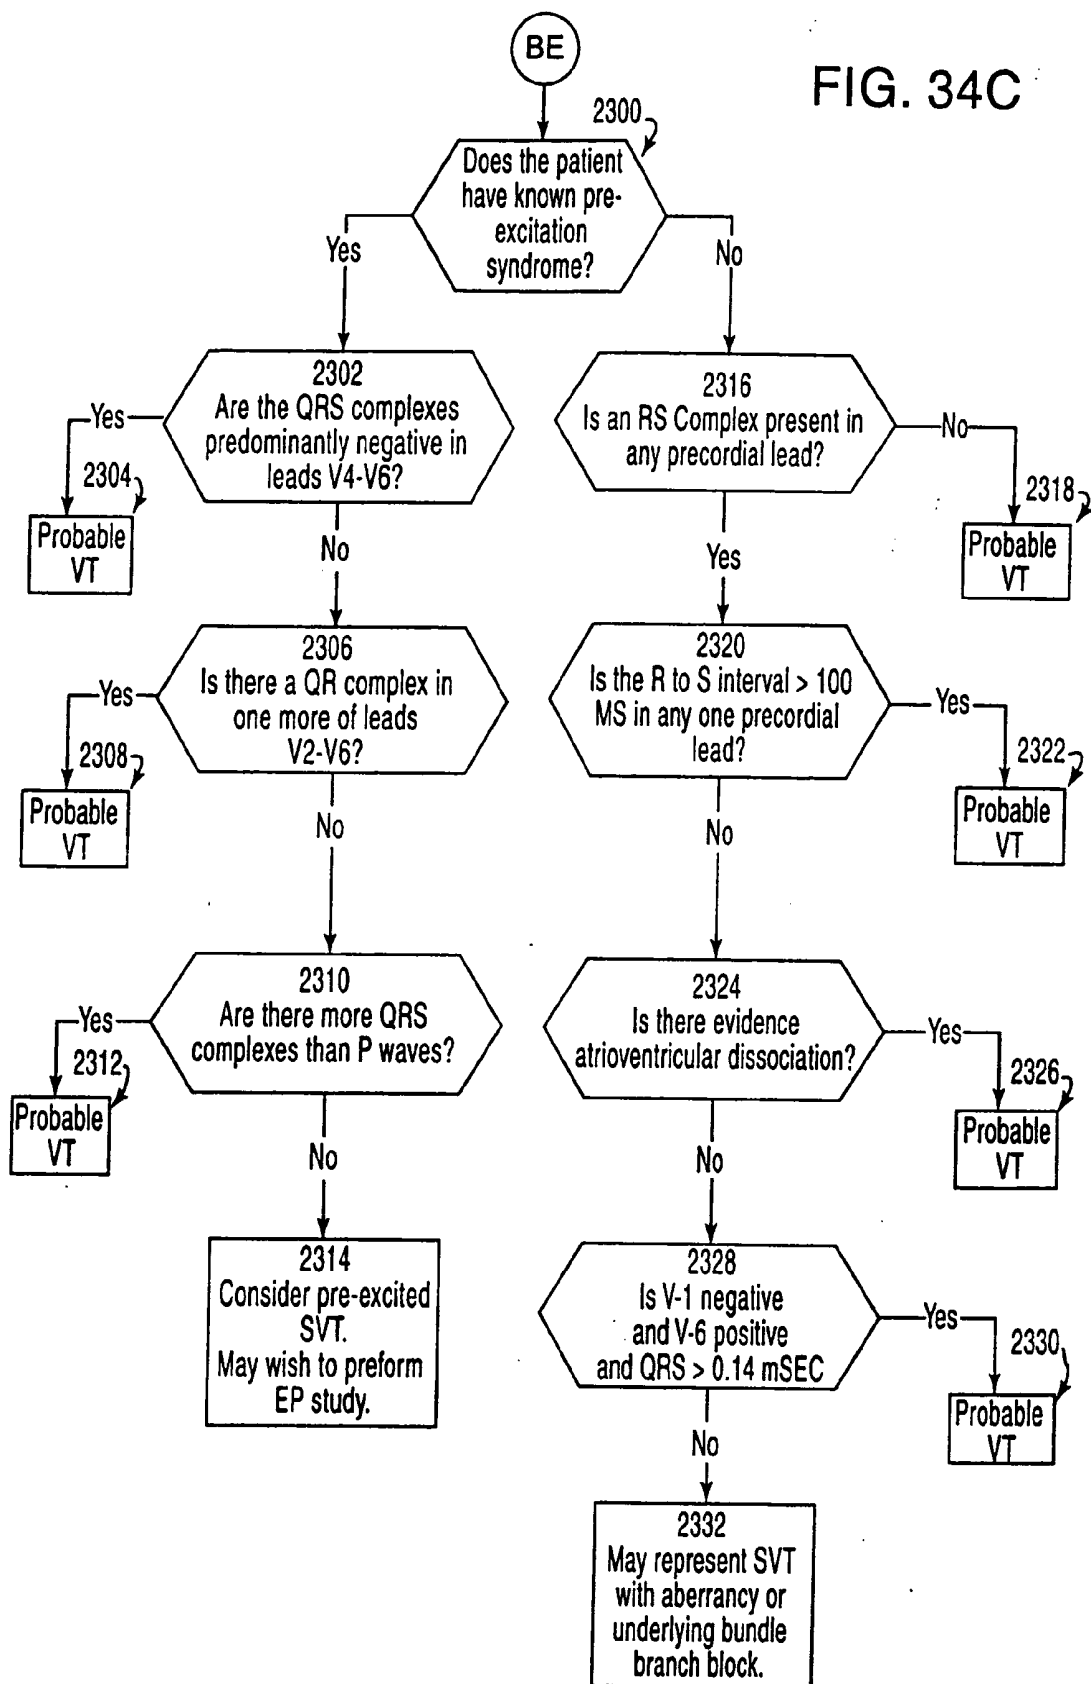 BE
FIG. 34C
2300
Does the patient
have known pre-
excitation
syndrome?
Yes
No
2302
Are the QRS complexes
predominantly negative in
leads V4-V6?
Yes
2304
Probable
VT
No
2316
Is an RS Complex present in
any precordial lead?
No
2318
Probable
VT
Yes
2306
Is there a QR complex in
one more of leads
V2-V6?
Yes
2308
Probable
VT
No
2320
Is the R to S interval > 100
MS in any one precordial
lead?
Yes
2322
Probable
VT
No
2310
Are there more QRS
complexes than P waves?
Yes
2312
Probable
VT
No
2324
Is there evidence
atrioventricular dissociation?
Yes
2326
Probable
VT
No
2314
Consider pre-excited
SVT.
May wish to preform
EP study.
2328
Is V-1 negative
and V-6 positive
and QRS > 0.14 mSEC
Yes
2330
Probable
VT
No
2332
May represent SVT
with aberrancy or
underlying bundle
branch block.